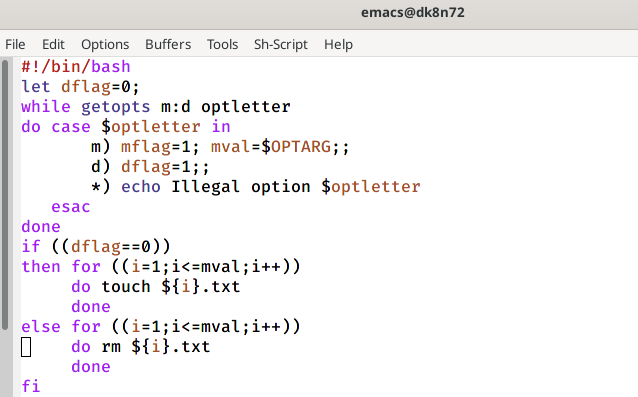 emacs@dk8n72
File Edit Options Buffers Tools Sh-Script Help
#!/bin/bash
let dflag=0;
while getopts m:d optletter
do case $optletter in
       m) mflag=1; mval=$OPTARG;;
       d) dflag=1;;
       *) echo Illegal option $optletter
   esac
done
if ((dflag==0))
then for ((i=1;i<=mval;i++))
     do touch ${i}.txt
     done
else for ((i=1;i<=mval;i++))
     do rm ${i}.txt
     done
fi